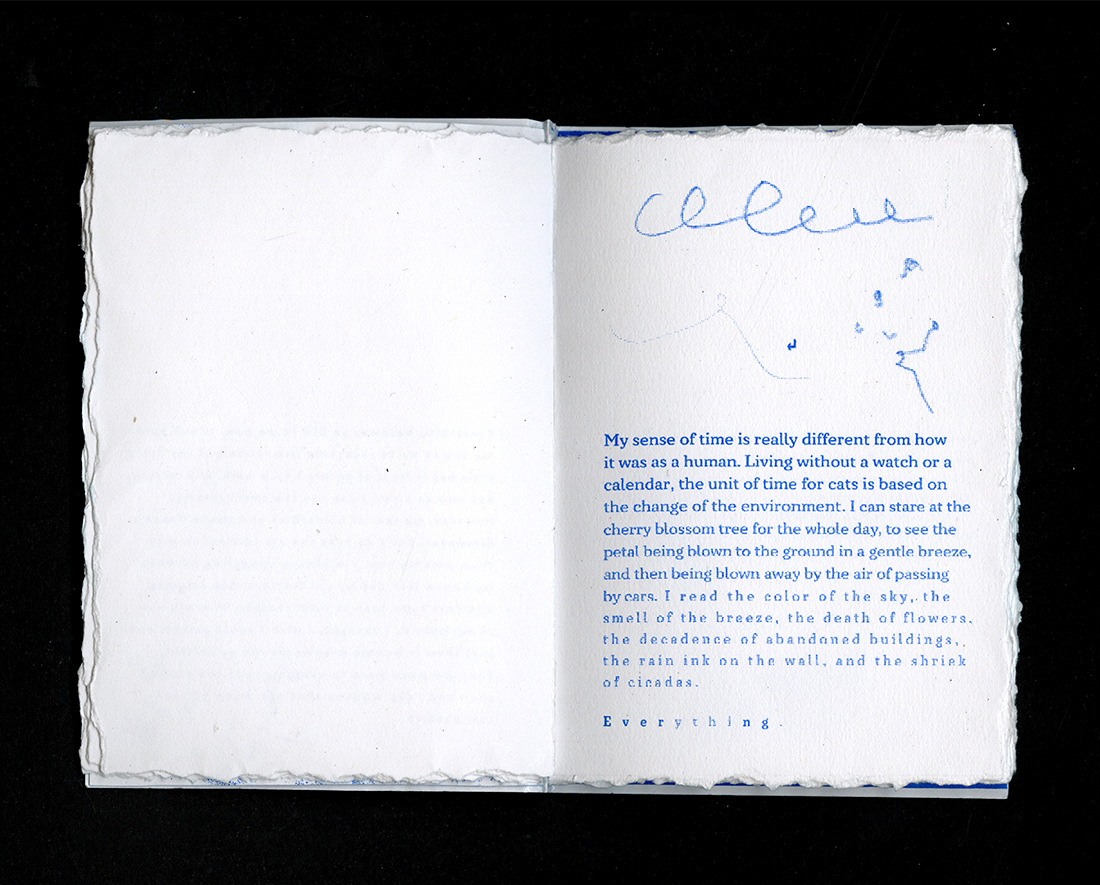 My sense of time is really different from how
it was as a human. Living without a watch or a
calendar, the unit of time for cats is based on
the change of the environment. I can stare at the
cherry blossom tree for the whole day, to see the
petal being blown to the ground in a gentle breeze,
and then being blown away by the air of passing
by cars. I read the color of the sky, the
smell of the breeze, the death of flowers,
the decadence of abandoned buildings,
the rain ink on the wall, and the shriek
of cicadas.
Everything.